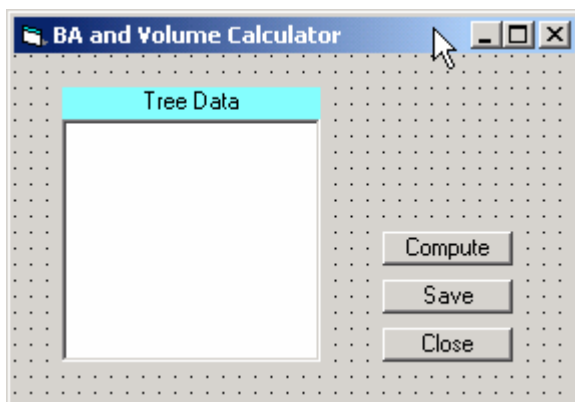 BA and Volume Calculator
Tree Data
Compute
Save
Close